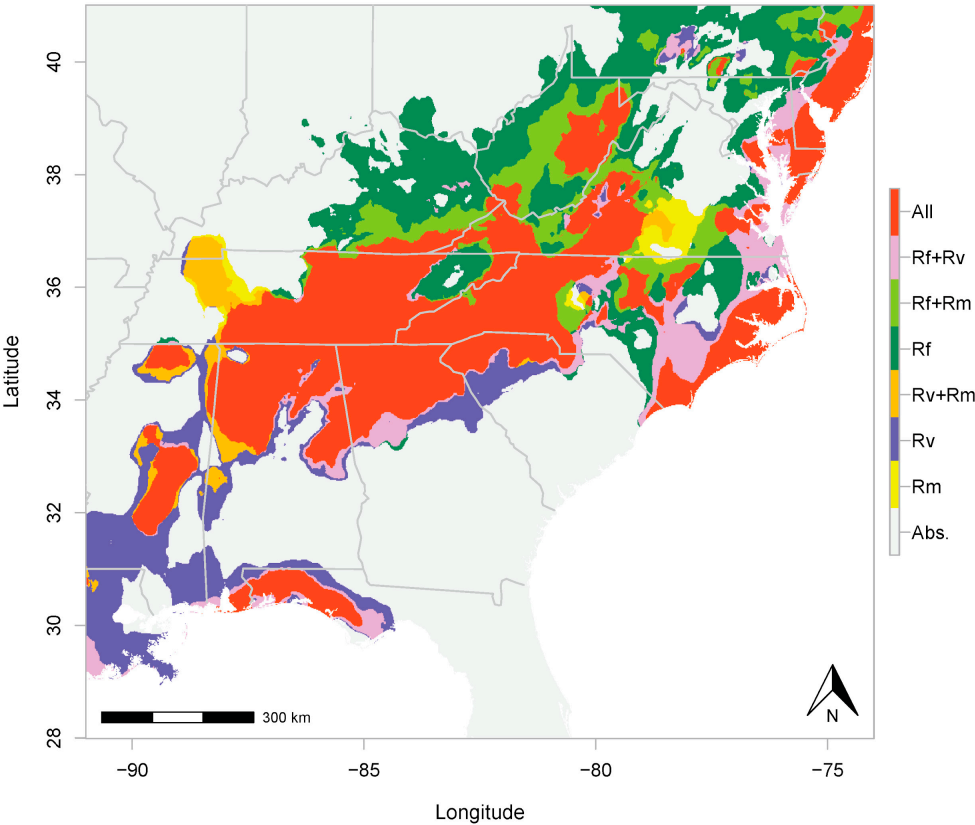 40
38
36
34
32
30
28
Latitude
−90
−85
−80
−75
Longitude
300 km
N
All
Rf+Rv
Rf+Rm
Rf
Rv+Rm
Rv
Rm
Abs.